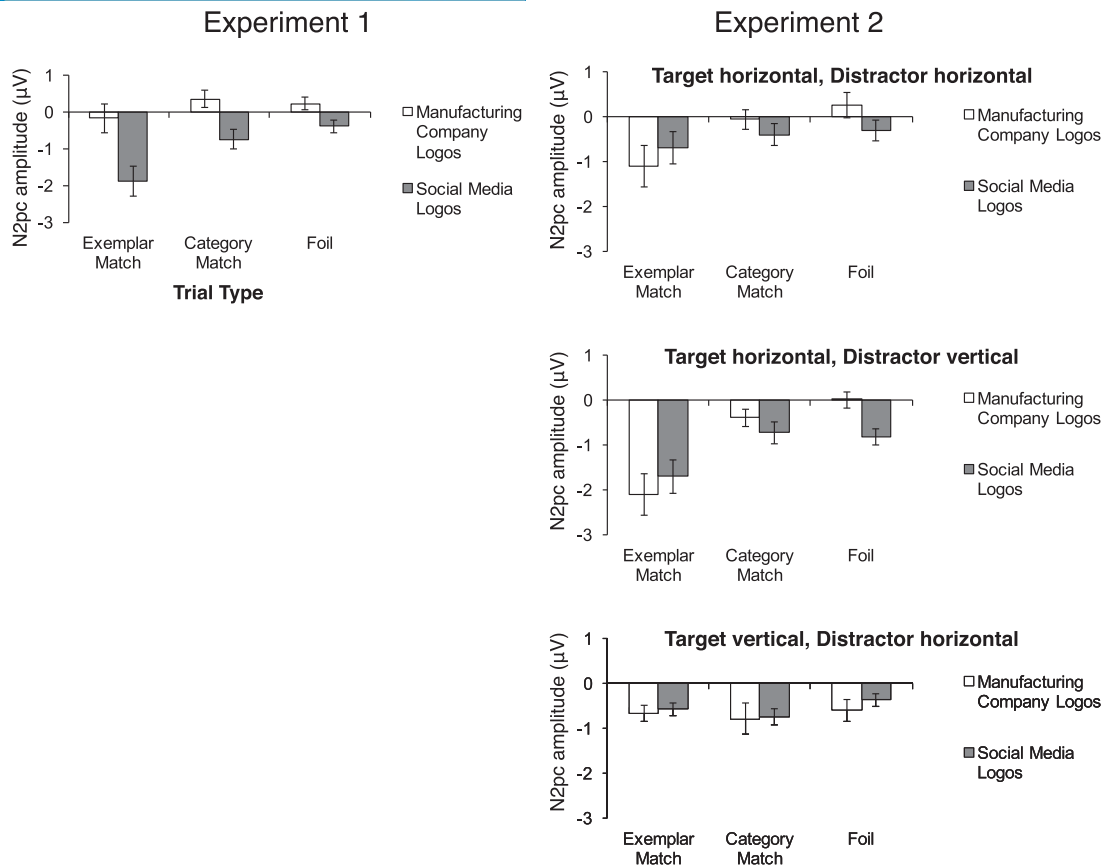 Experiment 1
N2pc amplitude (µV)
1
0
-1
-2
-3
Exemplar Match
Category Match
Foil
Trial Type
Manufacturing
Company
Logos
Social Media
Logos
Experiment 2
Target horizontal, Distractor horizontal
N2pc amplitude (µV)
1
0
-1
-2
-3
Exemplar Match
Category Match
Foil
Manufacturing
Company Logos
Social Media
Logos
Target horizontal, Distractor vertical
N2pc amplitude (µV)
1
0
-1
-2
-3
Exemplar Match
Category Match
Foil
Manufacturing
Company Logos
Social Media
Logos
Target vertical, Distractor horizontal
N2pc amplitude (µV)
1
0
-1
-2
-3
Exemplar Match
Category Match
Foil
Manufacturing
Company Logos
Social Media
Logos